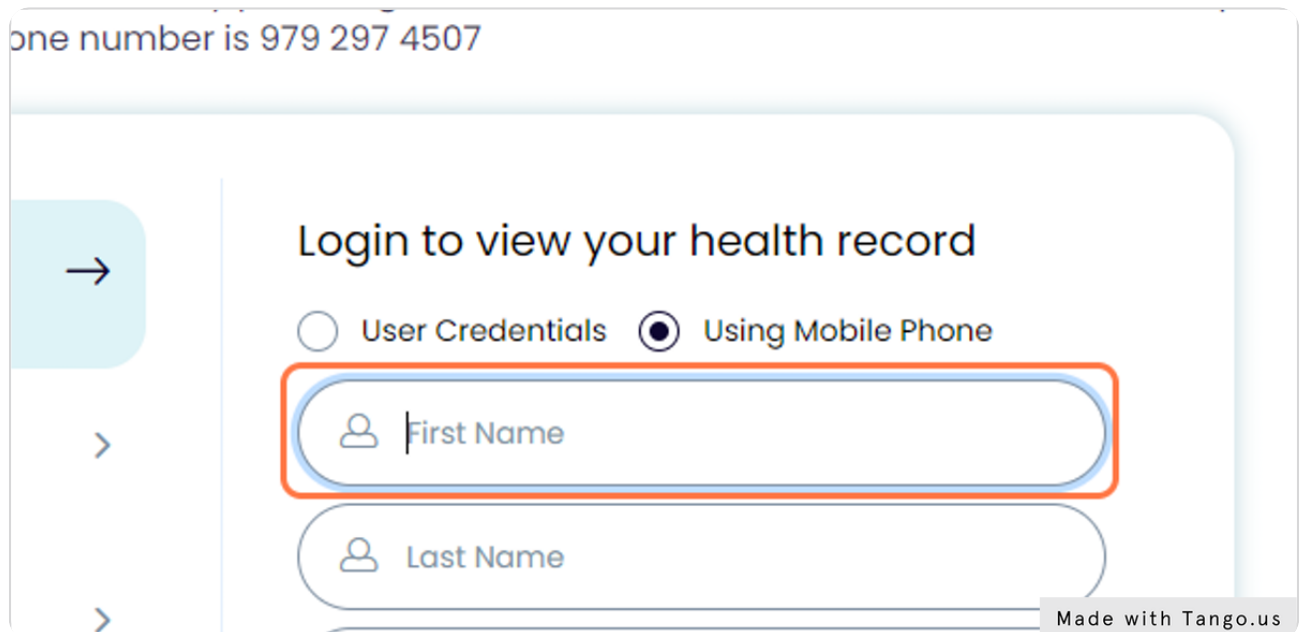 one number is 979 297 4507
Login to view your health record
User Credentials Using Mobile Phone
First Name
Last Name
Made with Tango.us